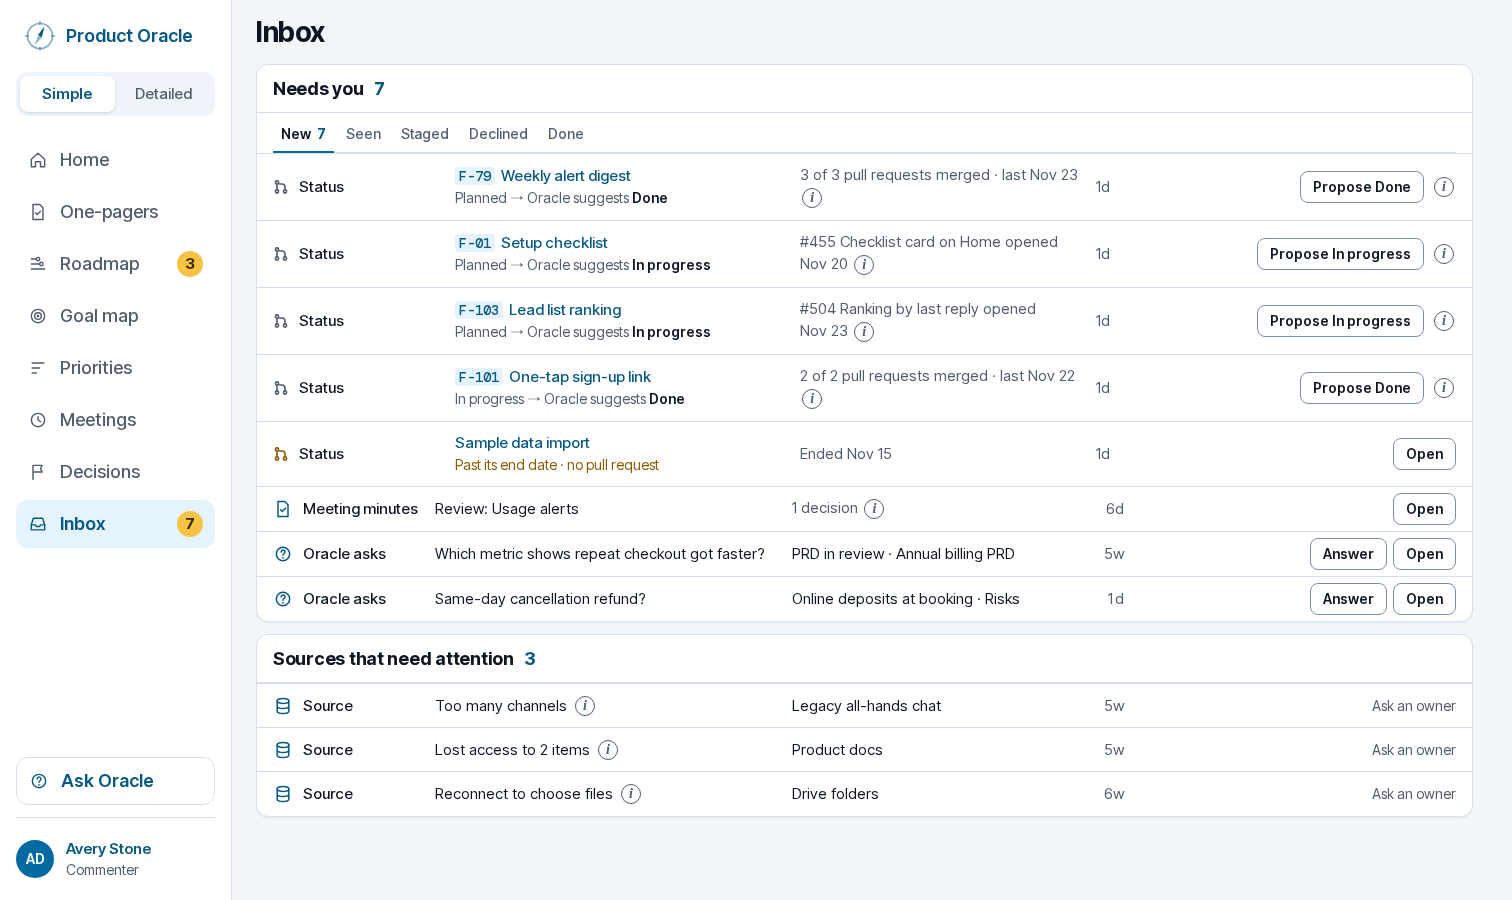 Product Oracle
Simple Detailed
Home
One-pagers
Roadmap 3
Goal map
Priorities
Meetings
Decisions
Inbox 7
Ask Oracle
AD
Avery Stone
Commenter
Inbox
Needs you 7
New 7 Seen Staged Declined Done
Status
F-79 Weekly alert digest
Planned → Oracle suggests Done
3 of 3 pull requests merged · last Nov 23
i
1d
Propose Done i
Status
F-01 Setup checklist
Planned → Oracle suggests In progress
#455 Checklist card on Home opened
Nov 20 i
1d
Propose In progress i
Status
F-103 Lead list ranking
Planned → Oracle suggests In progress
#504 Ranking by last reply opened
Nov 23 i
1d
Propose In progress i
Status
F-101 One-tap sign-up link
In progress → Oracle suggests Done
2 of 2 pull requests merged · last Nov 22
i
1d
Propose Done i
Status
Sample data import
Past its end date · no pull request
Ended Nov 15
1d
Open
Meeting minutes Review: Usage alerts 1 decision i 6d Open
Oracle asks Which metric shows repeat checkout got faster? PRD in review · Annual billing PRD 5w Answer Open
Oracle asks Same-day cancellation refund? Online deposits at booking · Risks 1d Answer Open
Sources that need attention 3
Source Too many channels i Legacy all-hands chat 5w Ask an owner
Source Lost access to 2 items i Product docs 5w Ask an owner
Source Reconnect to choose files i Drive folders 6w Ask an owner